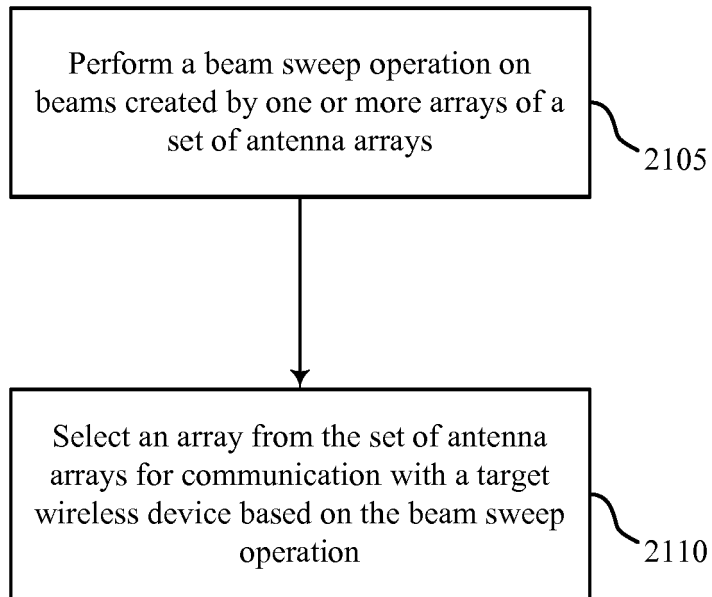 Perform a beam sweep operation on
beams created by one or more arrays of a
set of antenna arrays
2105
Select an array from the set of antenna
arrays for communication with a target
wireless device based on the beam sweep
operation
2110